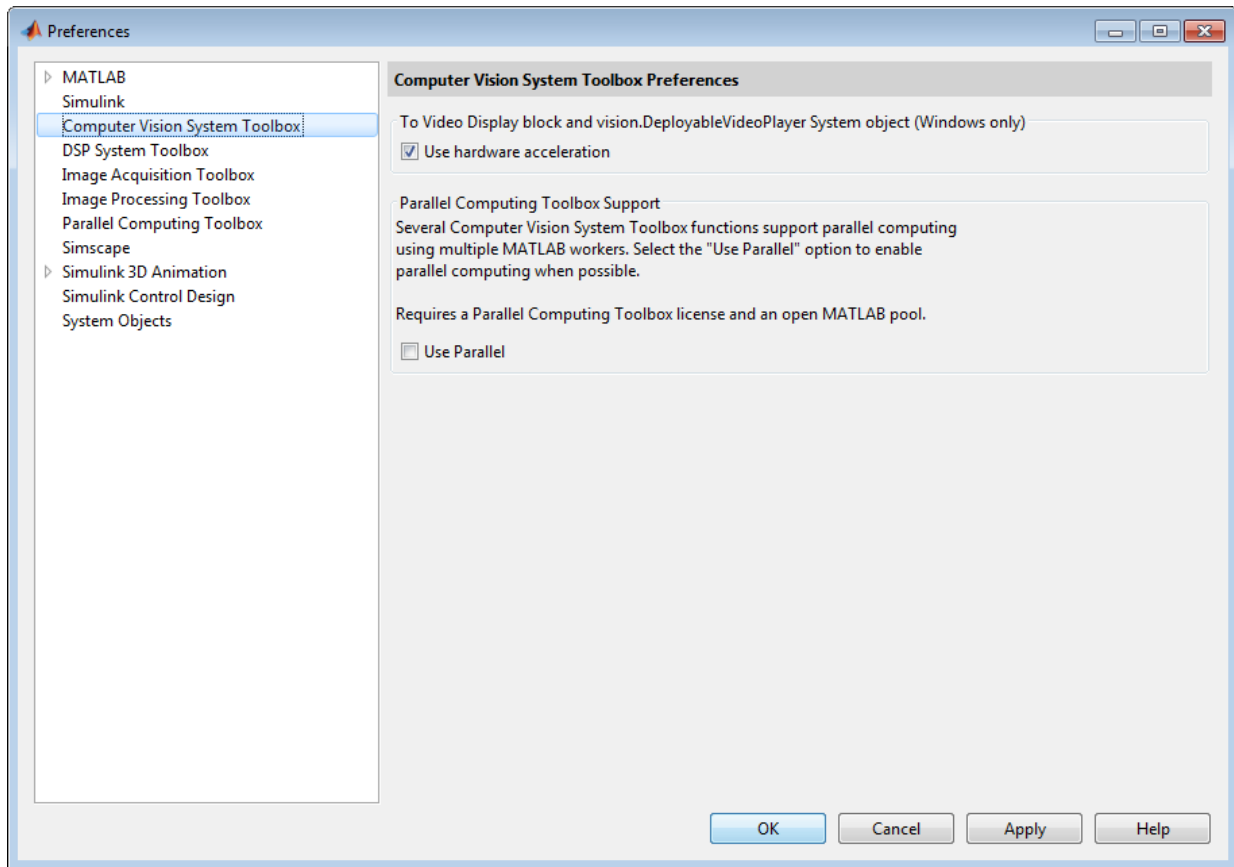 Preferences
MATLAB
Simulink
Computer Vision System Toolbox
DSP System Toolbox
Image Acquisition Toolbox
Image Processing Toolbox
Parallel Computing Toolbox
Simscape
Simulink 3D Animation
Simulink Control Design
System Objects
Computer Vision System Toolbox Preferences
To Video Display block and vision.DeployableVideoPlayer System object (Windows only)
Use hardware acceleration
Parallel Computing Toolbox Support
Several Computer Vision System Toolbox functions support parallel computing
using multiple MATLAB workers. Select the "Use Parallel" option to enable
parallel computing when possible.
Requires a Parallel Computing Toolbox license and an open MATLAB pool.
Use Parallel
OK
Cancel
Apply
Help